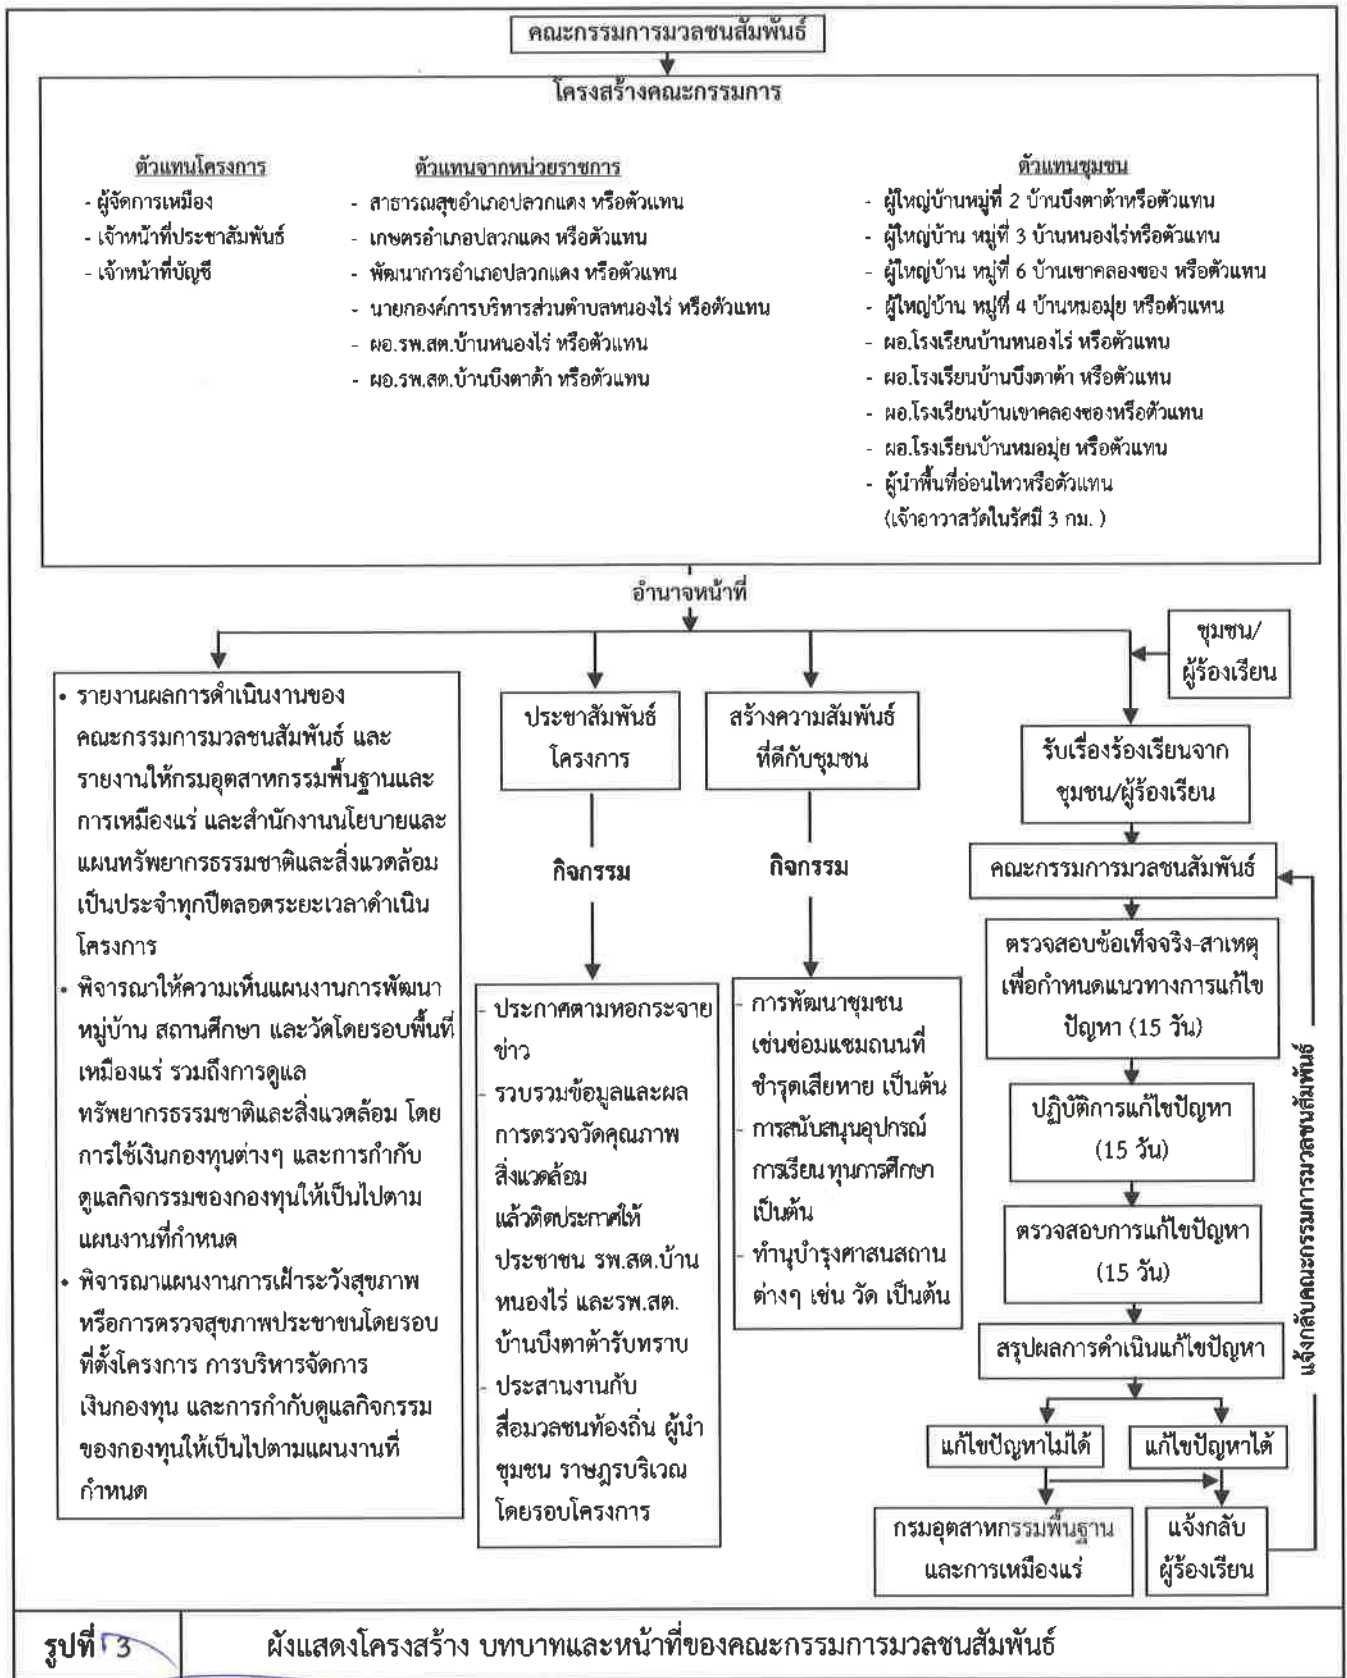 คณะกรรมการมวลชนสัมพันธ์
โครงสร้างคณะกรรมการ
ตัวแทนโครงการ
- ผู้จัดการเหมือง
- เจ้าหน้าที่ประชาสัมพันธ์
- เจ้าหน้าที่บัญชี
ตัวแทนจากหน่วยราชการ
- สาธารณสุขอำเภอปลวกแดง หรือตัวแทน
- เกษตรอำเภอปลวกแดง หรือตัวแทน
- พัฒนาการอำเภอปลวกแดง หรือตัวแทน
- นายกองค์การบริหารส่วนตำบลหนองไร่ หรือตัวแทน
- ผอ.รพ.สต.บ้านหนองไร่ หรือตัวแทน
- ผอ.รพ.สต.บ้านบึงตาต้า หรือตัวแทน
ตัวแทนชุมชน
- ผู้ใหญ่บ้านหมู่ที่ 2 บ้านบึงตาต้าหรือตัวแทน
- ผู้ใหญ่บ้าน หมู่ที่ 3 บ้านหนองไร่หรือตัวแทน
- ผู้ใหญ่บ้าน หมู่ที่ 6 บ้านเขาคลองซอง หรือตัวแทน
- ผู้ใหญ่บ้าน หมู่ที่ 4 บ้านหมอมุ่ย หรือตัวแทน
- ผอ.โรงเรียนบ้านหนองไร่ หรือตัวแทน
- ผอ.โรงเรียนบ้านบึงตาต้า หรือตัวแทน
- ผอ.โรงเรียนบ้านเขาคลองซองหรือตัวแทน
- ผอ.โรงเรียนบ้านหมอมุ่ย หรือตัวแทน
- ผู้นำพื้นที่อ่อนไหวหรือตัวแทน
(เจ้าอาวาสวัดในรัศมี 3 กม. )
อำนาจหน้าที่
• รายงานผลการดำเนินงานของ
คณะกรรมการมวลชนสัมพันธ์ และ
รายงานให้กรมอุตสาหกรรมพื้นฐานและ
การเหมืองแร่ และสำนักงานนโยบายและ
แผนทรัพยากรธรรมชาติและสิ่งแวดล้อม
เป็นประจำทุกปีตลอดระยะเวลาดำเนิน
โครงการ
• พิจารณาให้ความเห็นแผนงานการพัฒนา
หมู่บ้าน สถานศึกษา และวัดโดยรอบพื้นที่
เหมืองแร่ รวมถึงการดูแล
ทรัพยากรธรรมชาติและสิ่งแวดล้อม โดย
การใช้เงินกองทุนต่างๆ และการกำกับ
ดูแลกิจกรรมของกองทุนให้เป็นไปตาม
แผนงานที่กำหนด
• พิจารณาแผนงานการเฝ้าระวังสุขภาพ
หรือการตรวจสุขภาพประชาชนโดยรอบ
ที่ตั้งโครงการ การบริหารจัดการ
เงินกองทุน และการกำกับดูแลกิจกรรม
ของกองทุนให้เป็นไปตามแผนงานที่
กำหนด
ประชาสัมพันธ์
โครงการ
กิจกรรม
- ประกาศตามหอกระจาย
ข่าว
- รวบรวมข้อมูลและผล
การตรวจวัดคุณภาพ
สิ่งแวดล้อม
แล้วติดประกาศให้
ประชาชน รพ.สต.บ้าน
หนองไร่ และรพ.สต.
บ้านบึงตาต้ารับทราบ
- ประสานงานกับ
สื่อมวลชนท้องถิ่น ผู้นำ
ชุมชน ราษฎรบริเวณ
โดยรอบโครงการ
สร้างความสัมพันธ์
ที่ดีกับชุมชน
กิจกรรม
- การพัฒนาชุมชน
เช่นซ่อมแซมถนนที่
ชำรุดเสียหาย เป็นต้น
- การสนับสนุนอุปกรณ์
การเรียน ทุนการศึกษา
เป็นต้น
- ทำนุบำรุงศาสนสถาน
ต่างๆ เช่น วัด เป็นต้น
ชุมชน/
ผู้ร้องเรียน
รับเรื่องร้องเรียนจาก
ชุมชน/ผู้ร้องเรียน
คณะกรรมการมวลชนสัมพันธ์
ตรวจสอบข้อเท็จจริง-สาเหตุ
เพื่อกำหนดแนวทางการแก้ไข
ปัญหา (15 วัน)
ปฏิบัติการแก้ไขปัญหา
(15 วัน)
ตรวจสอบการแก้ไขปัญหา
(15 วัน)
สรุปผลการดำเนินแก้ไขปัญหา
แก้ไขปัญหาไม่ได้
แก้ไขปัญหาได้
กรมอุตสาหกรรมพื้นฐาน
และการเหมืองแร่
แจ้งกลับ
ผู้ร้องเรียน
แจ้งกลับคณะกรรมการมวลชนสัมพันธ์
รูปที่ 3
ผังแสดงโครงสร้าง บทบาทและหน้าที่ของคณะกรรมการมวลชนสัมพันธ์